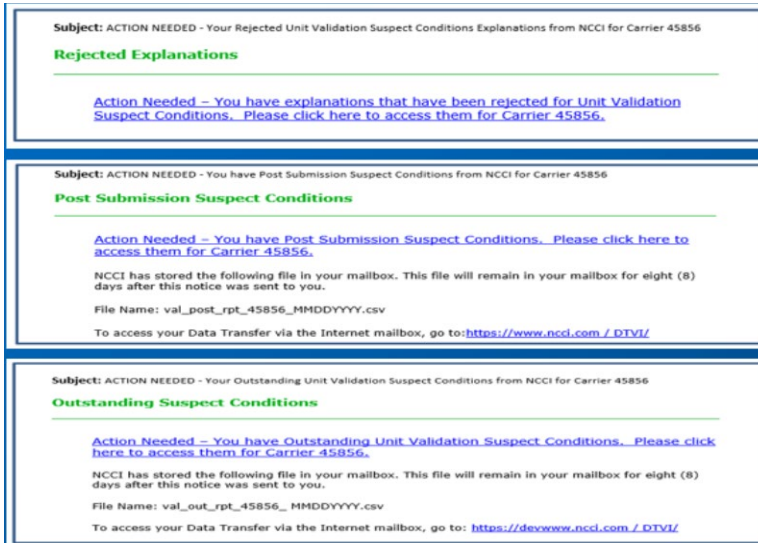 Subject: ACTION NEEDED - Your Rejected Unit Validation Suspect Conditions Explanations from NCCI for Carrier 45856
Rejected Explanations
Action Needed – You have explanations that have been rejected for Unit Validation
Suspect Conditions. Please click here to access them for Carrier 45856.
Subject: ACTION NEEDED - You have Post Submission Suspect Conditions from NCCI for Carrier 45856
Post Submission Suspect Conditions
Action Needed – You have Post Submission Suspect Conditions. Please click here to
access them for Carrier 45856.
NCCI has stored the following file in your mailbox. This file will remain in your mailbox for eight (8)
days after this notice was sent to you.
File Name: val_post_rpt_45856_MMDDYYYY.csv
To access your Data Transfer via the Internet mailbox, go to:https://www.ncci.com / DTVI/
Subject: ACTION NEEDED - Your Outstanding Unit Validation Suspect Conditions from NCCI for Carrier 45856
Outstanding Suspect Conditions
Action Needed – You have Outstanding Unit Validation Suspect Conditions. Please click
here to access them for Carrier 45856.
NCCI has stored the following file in your mailbox. This file will remain in your mailbox for eight (8)
days after this notice was sent to you.
File Name: val_out_rpt_45856_ MMDDYYYY.csv
To access your Data Transfer via the Internet mailbox, go to: https://devwww.ncci.com / DTVI/